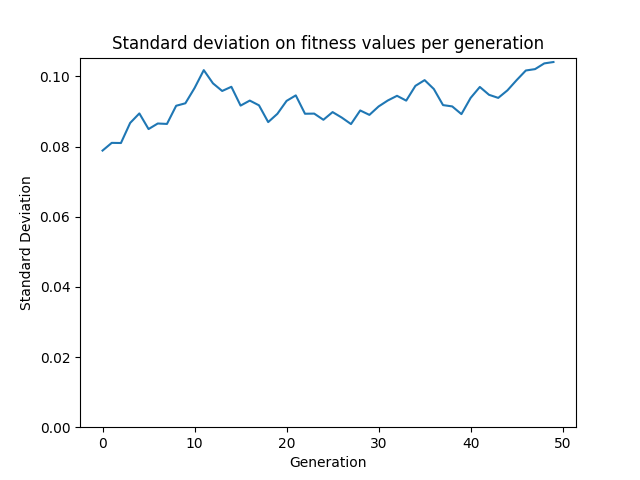 Standard deviation on fitness values per generation
0.10
0.08
0.06
0.04
0.02
0.00
Standard Deviation
0 10 20 30 40 50
Generation